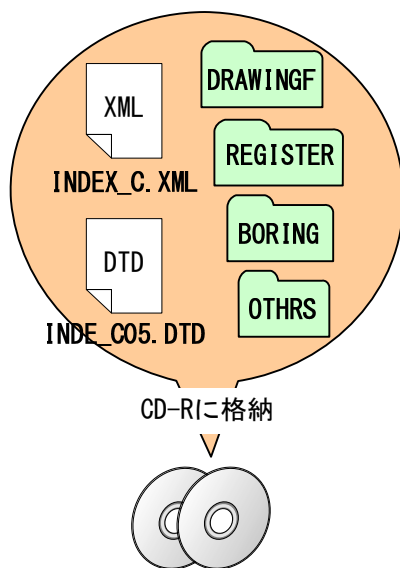 XML
INDEX_C.XML
DTD
INDE_C05.DTD
DRAWINGF
REGISTER
BORING
OTHRS
CD-Rに格納